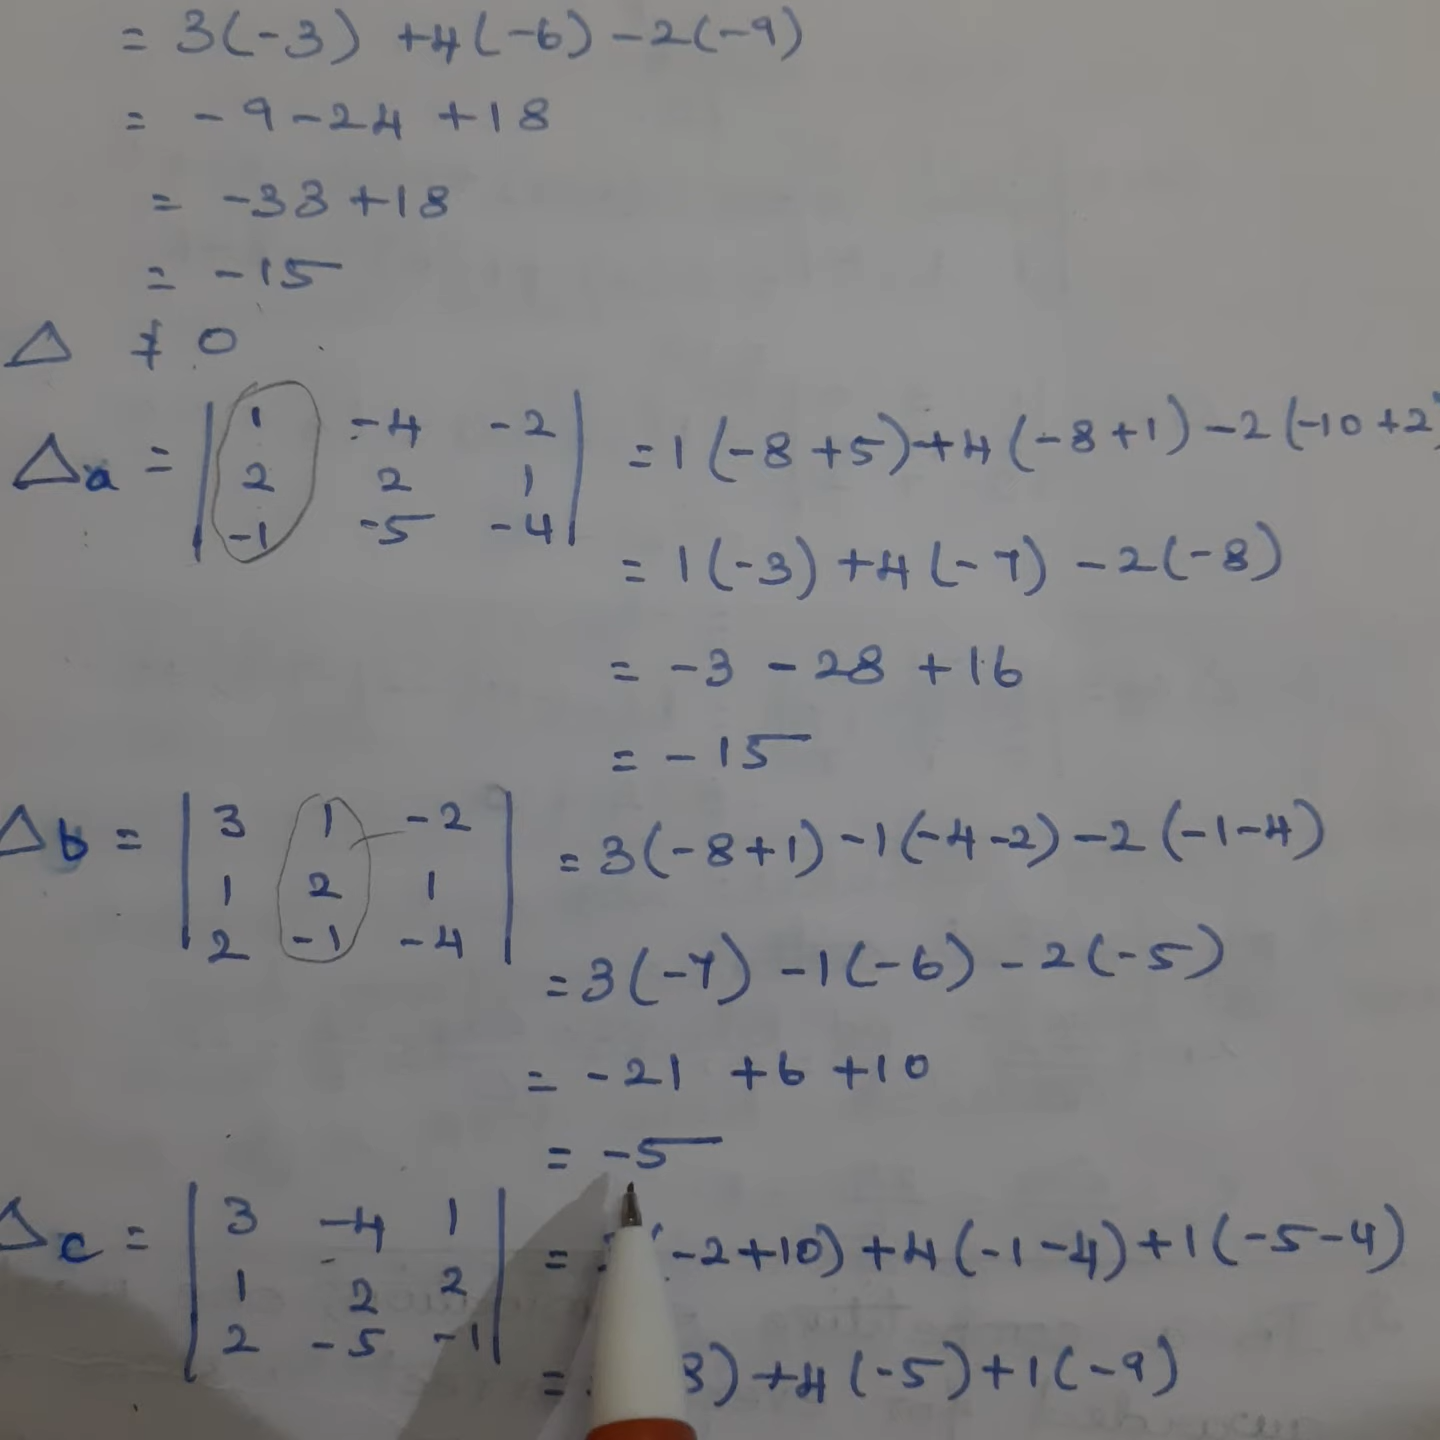 = 3(-3) +4(-6) -2(-9)
= -9 -24 +18
= -33 +18
= -15
Δ ≠ 0
Δa = | 1 -4 -2 | = 1(-8+5) +4(-8+1) -2(-10+2)
| 2 2 1 |
| -1 -5 -4 |
= 1(-3) +4(-7) -2(-8)
= -3 -28 +16
= -15
Δb = | 3 1 -2 | = 3(-8+1) -1(-4-2) -2(-1-4)
| 1 2 1 |
| 2 -1 -4 |
= 3(-7) -1(-6) -2(-5)
= -21 +6 +10
= -5
Δc = | 3 -4 1 | = (-2+10) +4(-1-4) +1(-5-4)
| 1 2 2 |
| 2 -5 -1 |
= ) +4(-5) +1(-9)